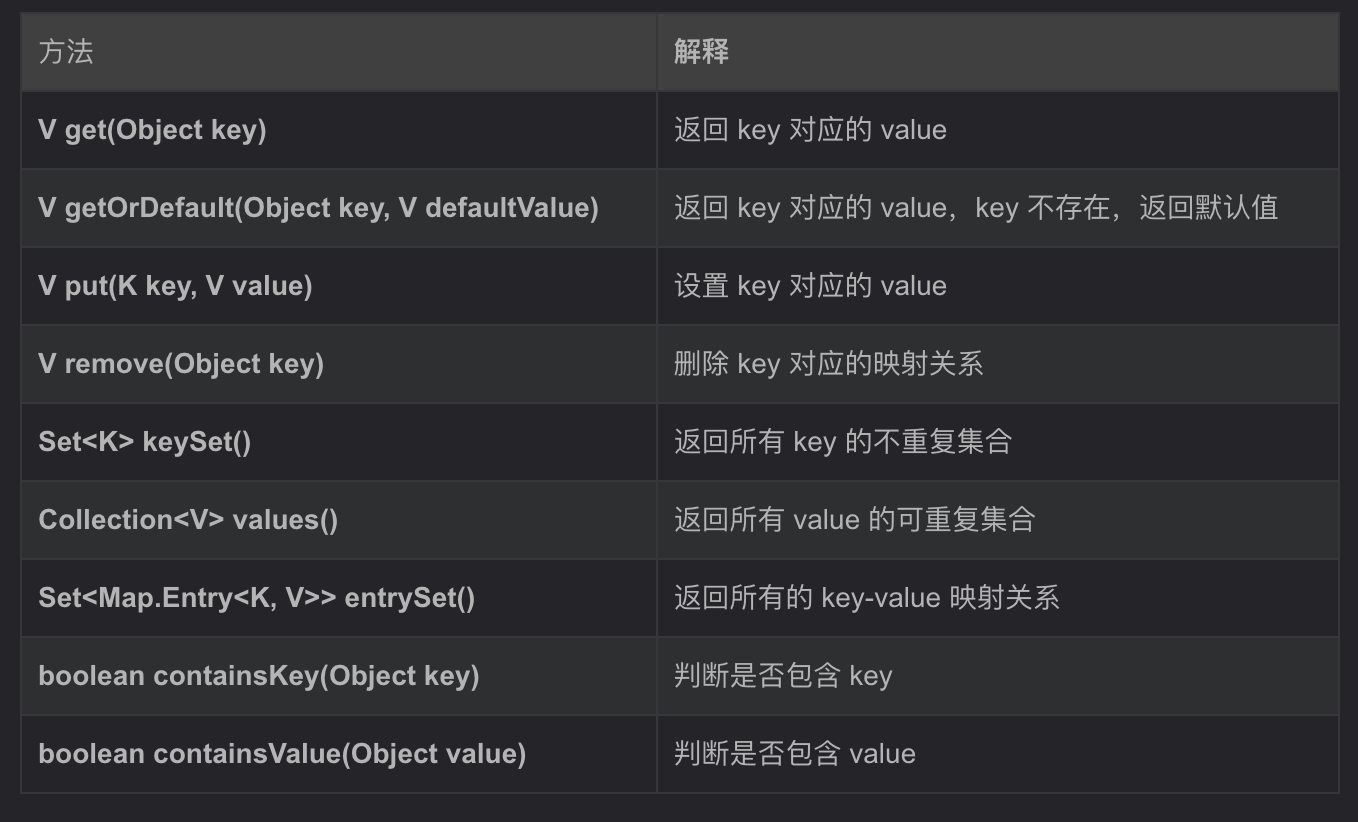 方法 解释
V get(Object key) 返回 key 对应的 value
V getOrDefault(Object key, V defaultValue) 返回 key 对应的 value，key 不存在，返回默认值
V put(K key, V value) 设置 key 对应的 value
V remove(Object key) 删除 key 对应的映射关系
Set<K> keySet() 返回所有 key 的不重复集合
Collection<V> values() 返回所有 value 的可重复集合
Set<Map.Entry<K, V>> entrySet() 返回所有的 key-value 映射关系
boolean containsKey(Object key) 判断是否包含 key
boolean containsValue(Object value) 判断是否包含 value